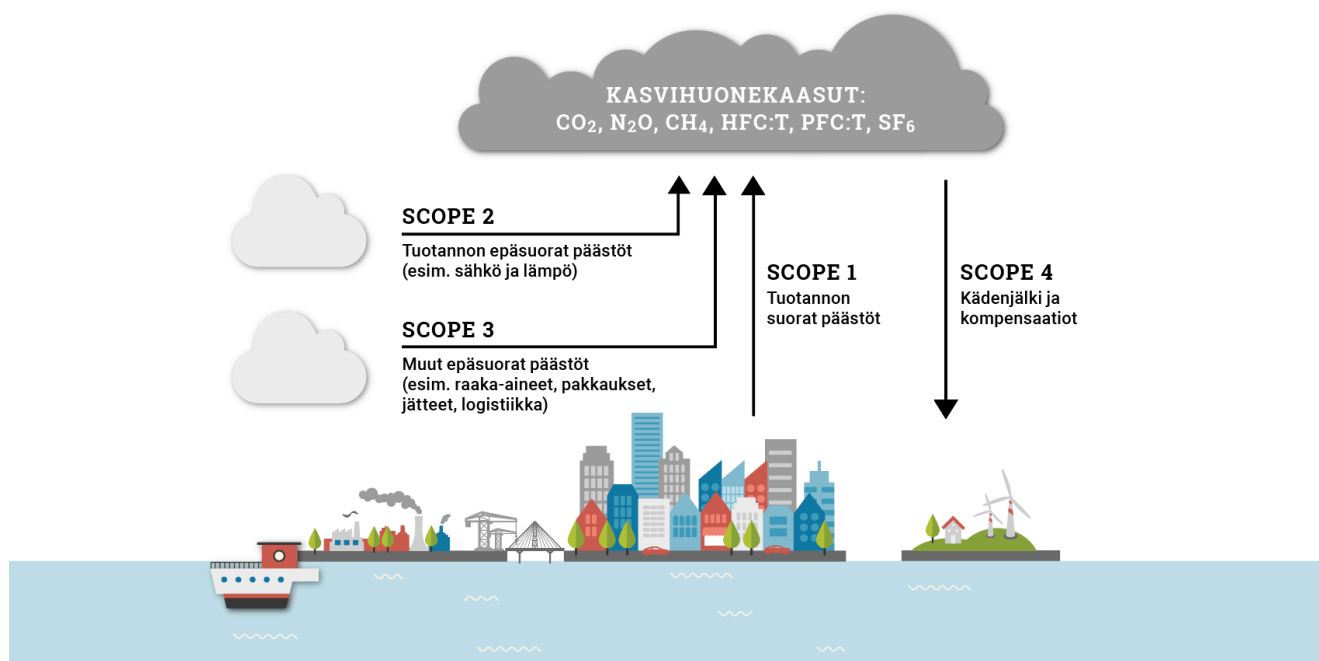 KASVIHUONEKAASUT:
CO₂, N₂O, CH₄, HFC:T, PFC:T, SF₆
SCOPE 2
Tuotannon epäsuorat päästöt
(esim. sähkö ja lämpö)
SCOPE 3
Muut epäsuorat päästöt
(esim. raaka-aineet, pakkaukset,
jätteet, logistiikka)
SCOPE 1
Tuotannon
suorat päästöt
SCOPE 4
Kädenjälki ja
kompensaatiot